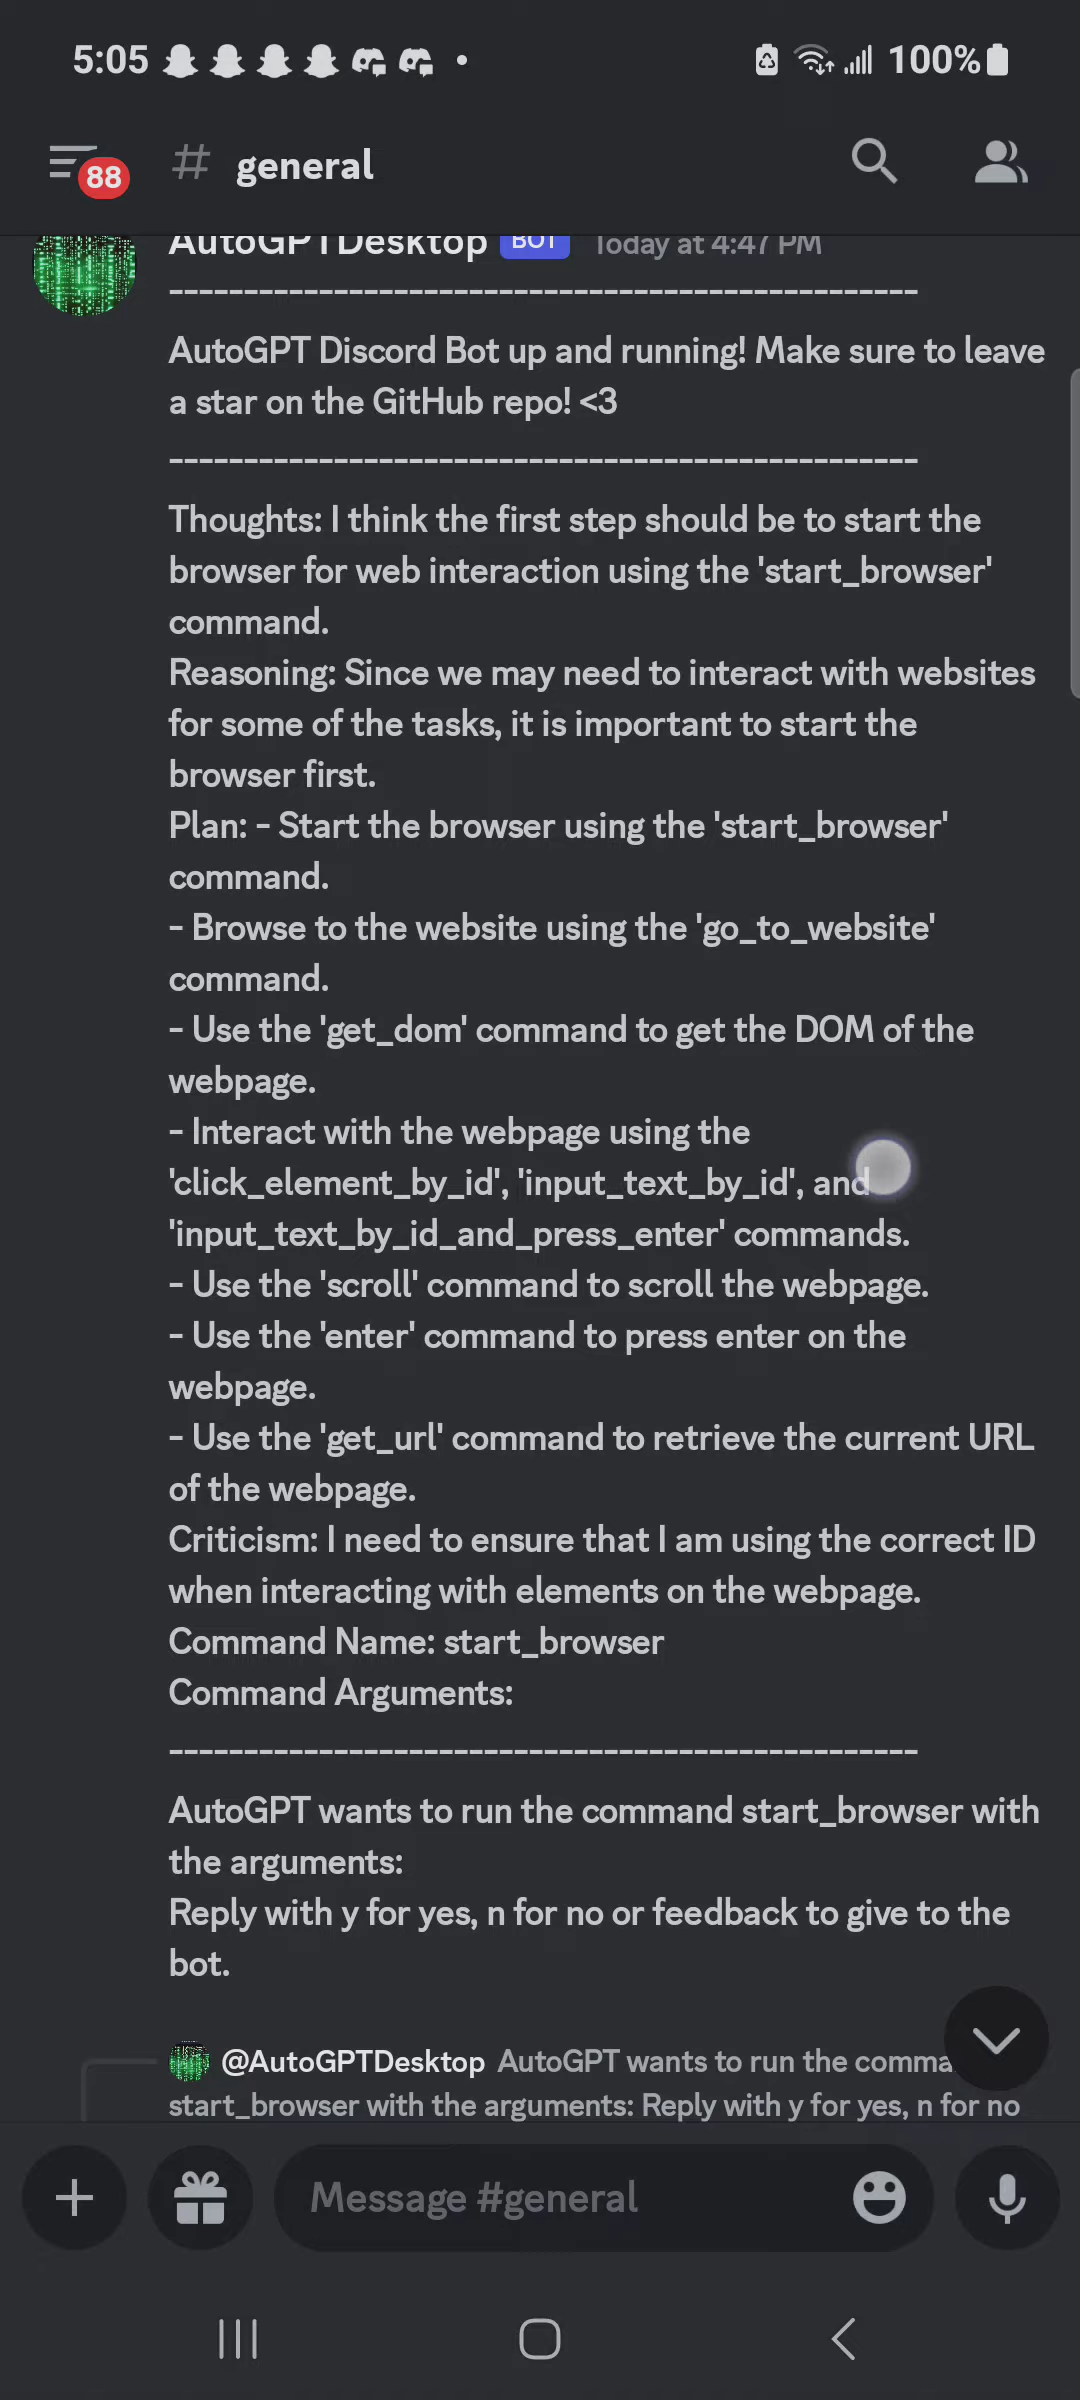 5:05
100%
88
# general
AutoGPTDesktop BOT Today at 4:47 PM
--------------------------------------------------
AutoGPT Discord Bot up and running! Make sure to leave
a star on the GitHub repo! <3
--------------------------------------------------
Thoughts: I think the first step should be to start the
browser for web interaction using the 'start_browser'
command.
Reasoning: Since we may need to interact with websites
for some of the tasks, it is important to start the
browser first.
Plan: - Start the browser using the 'start_browser'
command.
- Browse to the website using the 'go_to_website'
command.
- Use the 'get_dom' command to get the DOM of the
webpage.
- Interact with the webpage using the
'click_element_by_id', 'input_text_by_id', and
'input_text_by_id_and_press_enter' commands.
- Use the 'scroll' command to scroll the webpage.
- Use the 'enter' command to press enter on the
webpage.
- Use the 'get_url' command to retrieve the current URL
of the webpage.
Criticism: I need to ensure that I am using the correct ID
when interacting with elements on the webpage.
Command Name: start_browser
Command Arguments:
--------------------------------------------------
AutoGPT wants to run the command start_browser with
the arguments:
Reply with y for yes, n for no or feedback to give to the
bot.
@AutoGPTDesktop AutoGPT wants to run the comma
start_browser with the arguments: Reply with y for yes, n for no
Message #general